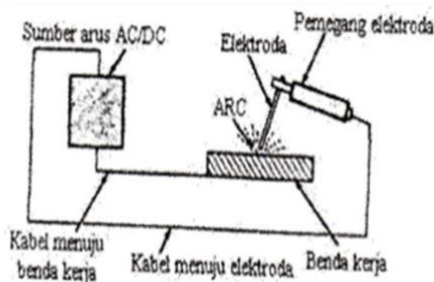 Sumber arus AC/DC
Elektroda
Pemegang elektroda
ARC
Kabel menuju
benda kerja
Kabel menuju elektroda
Benda kerja